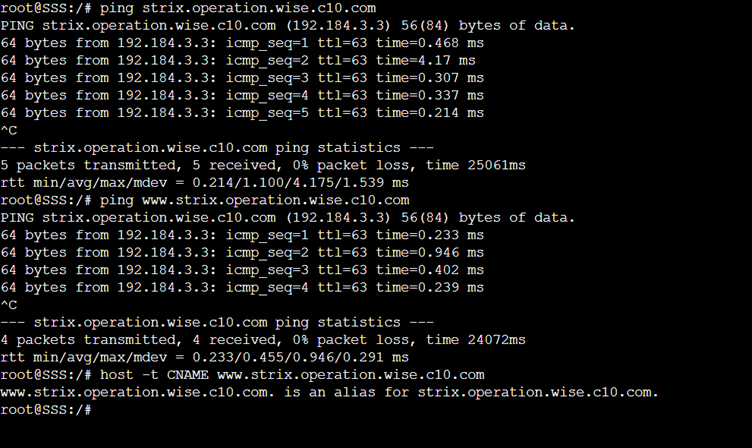 root@SSS:/# ping strix.operation.wise.c10.com
PING strix.operation.wise.c10.com (192.184.3.3) 56(84) bytes of data.
64 bytes from 192.184.3.3: icmp_seq=1 ttl=63 time=0.468 ms
64 bytes from 192.184.3.3: icmp_seq=2 ttl=63 time=4.17 ms
64 bytes from 192.184.3.3: icmp_seq=3 ttl=63 time=0.307 ms
64 bytes from 192.184.3.3: icmp_seq=4 ttl=63 time=0.337 ms
64 bytes from 192.184.3.3: icmp_seq=5 ttl=63 time=0.214 ms
^C
--- strix.operation.wise.c10.com ping statistics ---
5 packets transmitted, 5 received, 0% packet loss, time 25061ms
rtt min/avg/max/mdev = 0.214/1.100/4.175/1.539 ms
root@SSS:/# ping www.strix.operation.wise.c10.com
PING strix.operation.wise.c10.com (192.184.3.3) 56(84) bytes of data.
64 bytes from 192.184.3.3: icmp_seq=1 ttl=63 time=0.233 ms
64 bytes from 192.184.3.3: icmp_seq=2 ttl=63 time=0.946 ms
64 bytes from 192.184.3.3: icmp_seq=3 ttl=63 time=0.402 ms
64 bytes from 192.184.3.3: icmp_seq=4 ttl=63 time=0.239 ms
^C
--- strix.operation.wise.c10.com ping statistics ---
4 packets transmitted, 4 received, 0% packet loss, time 24072ms
rtt min/avg/max/mdev = 0.233/0.455/0.946/0.291 ms
root@SSS:/# host -t CNAME www.strix.operation.wise.c10.com
www.strix.operation.wise.c10.com. is an alias for strix.operation.wise.c10.com.
root@SSS:/#